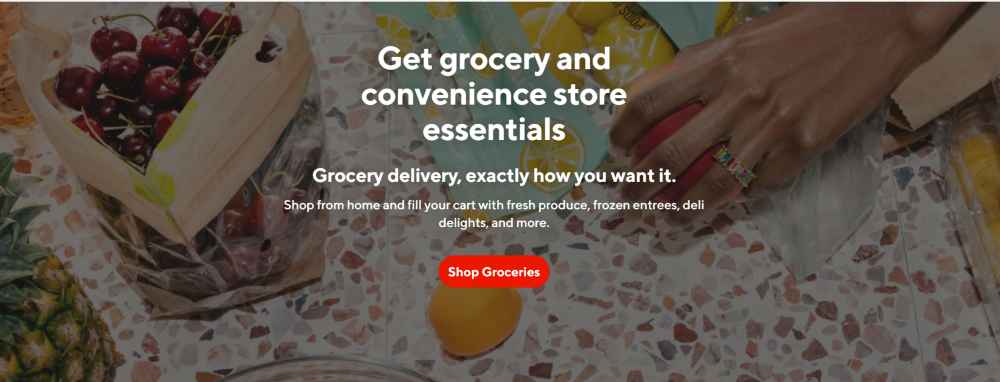 Get grocery and
convenience store
essentials
Grocery delivery, exactly how you want it.
Shop from home and fill your cart with fresh produce, frozen entrees, deli
delights, and more.
Shop Groceries